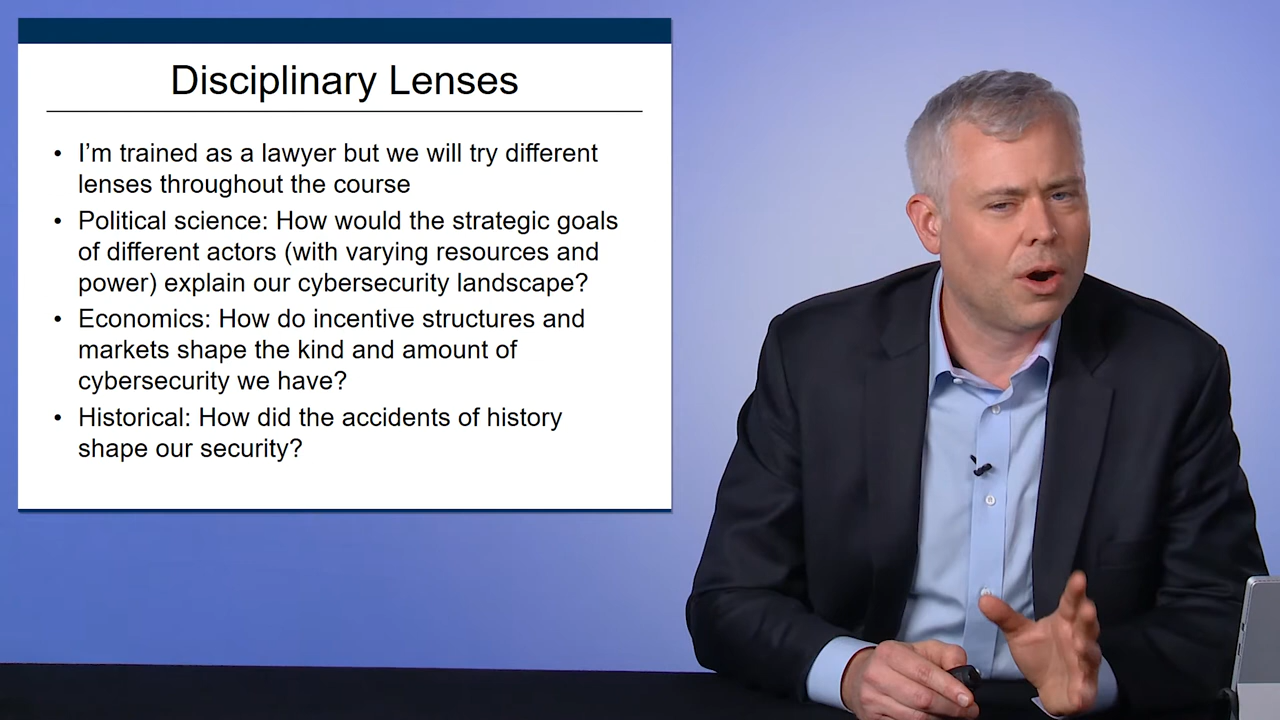 Disciplinary Lenses
• I’m trained as a lawyer but we will try different
lenses throughout the course
• Political science: How would the strategic goals
of different actors (with varying resources and
power) explain our cybersecurity landscape?
• Economics: How do incentive structures and
markets shape the kind and amount of
cybersecurity we have?
• Historical: How did the accidents of history
shape our security?